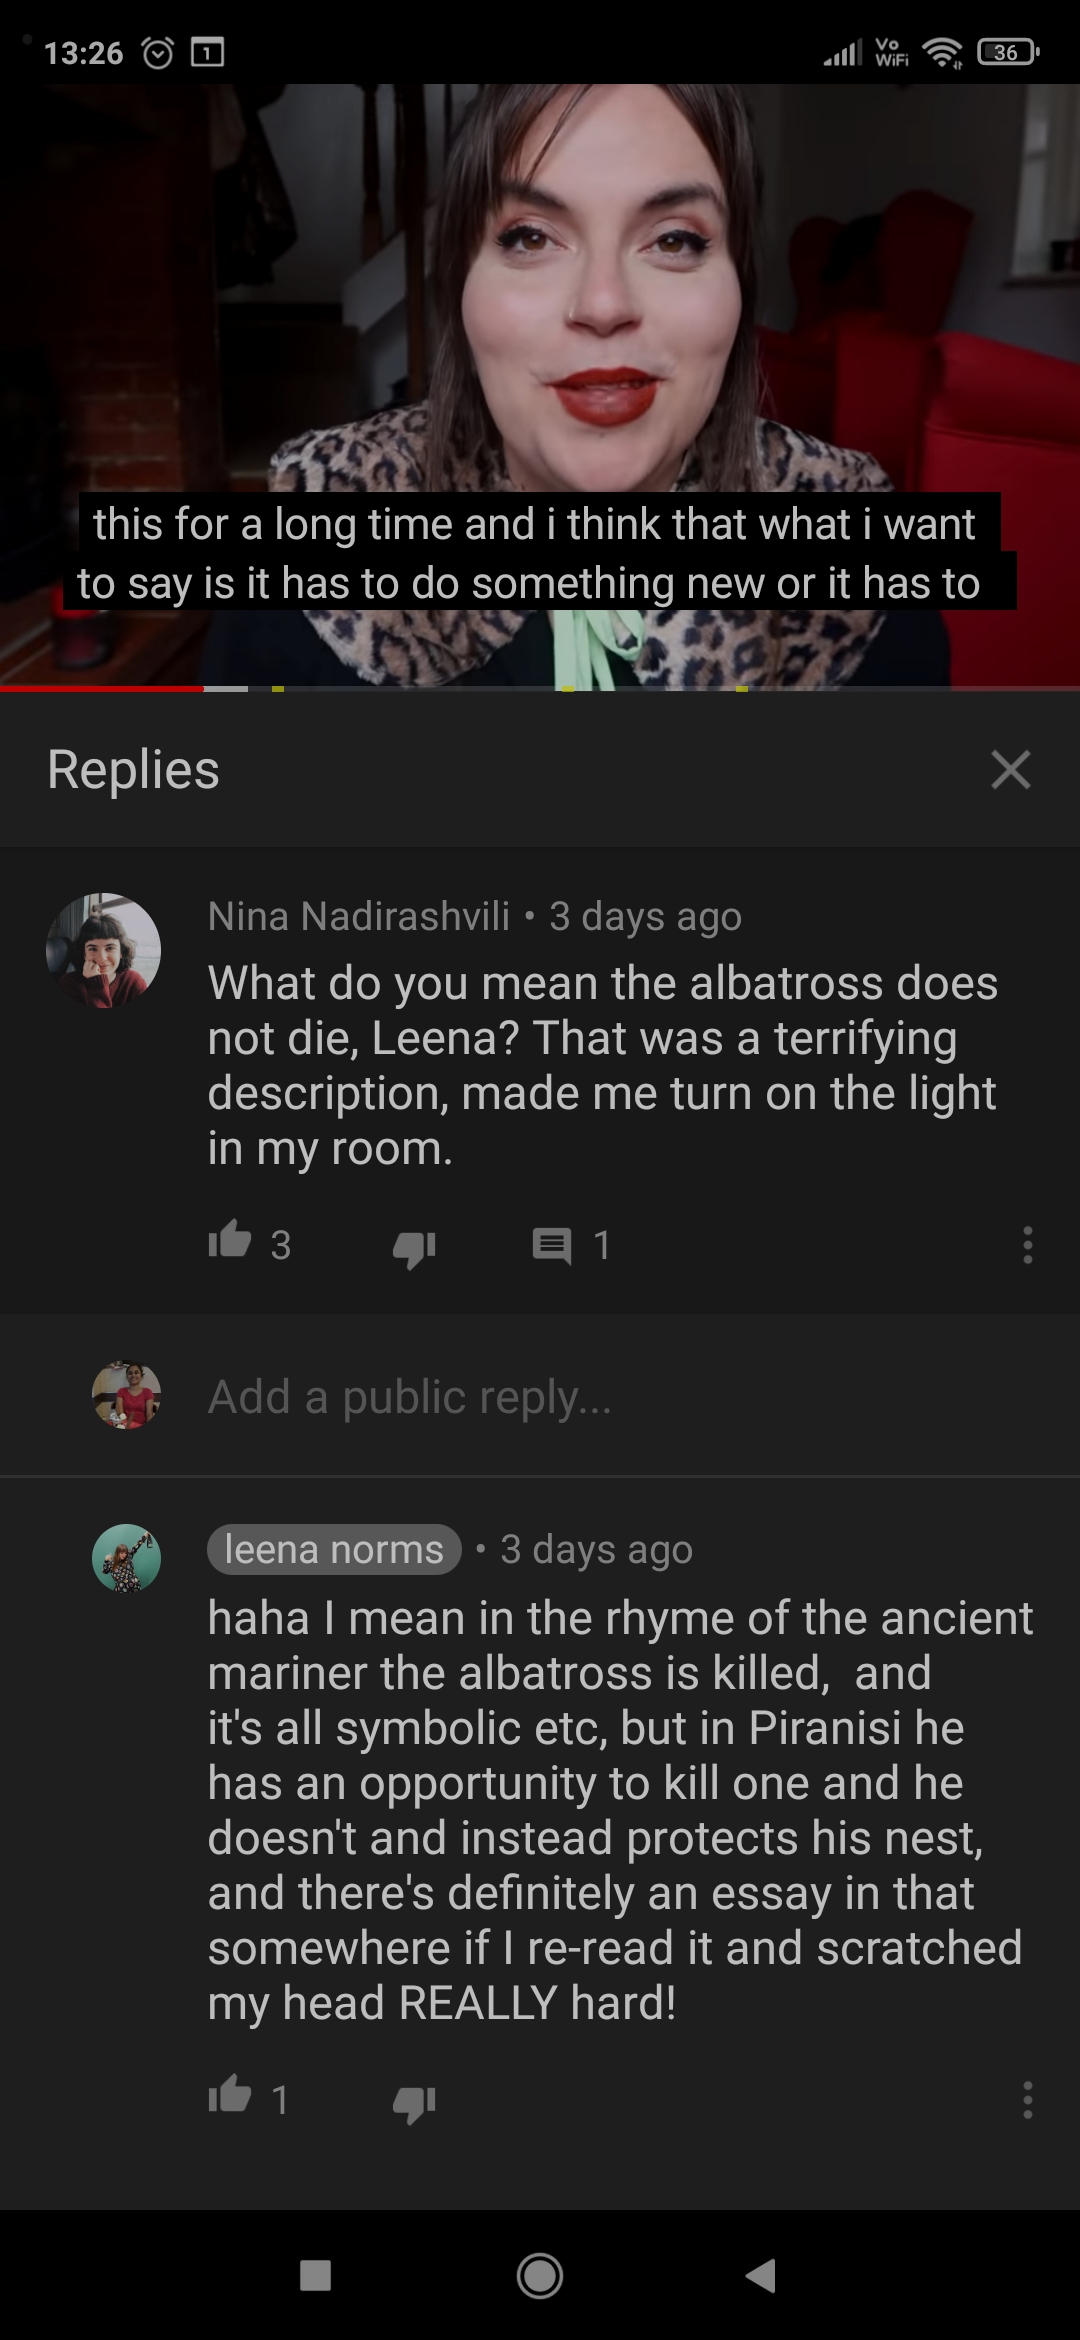 13:26
1
Vo
WiFi
36
this for a long time and i think that what i want
to say is it has to do something new or it has to
Replies
Nina Nadirashvili • 3 days ago
What do you mean the albatross does
not die, Leena? That was a terrifying
description, made me turn on the light
in my room.
3
1
Add a public reply...
leena norms • 3 days ago
haha I mean in the rhyme of the ancient
mariner the albatross is killed,  and
it's all symbolic etc, but in Piranisi he
has an opportunity to kill one and he
doesn't and instead protects his nest,
and there's definitely an essay in that
somewhere if I re-read it and scratched
my head REALLY hard!
1